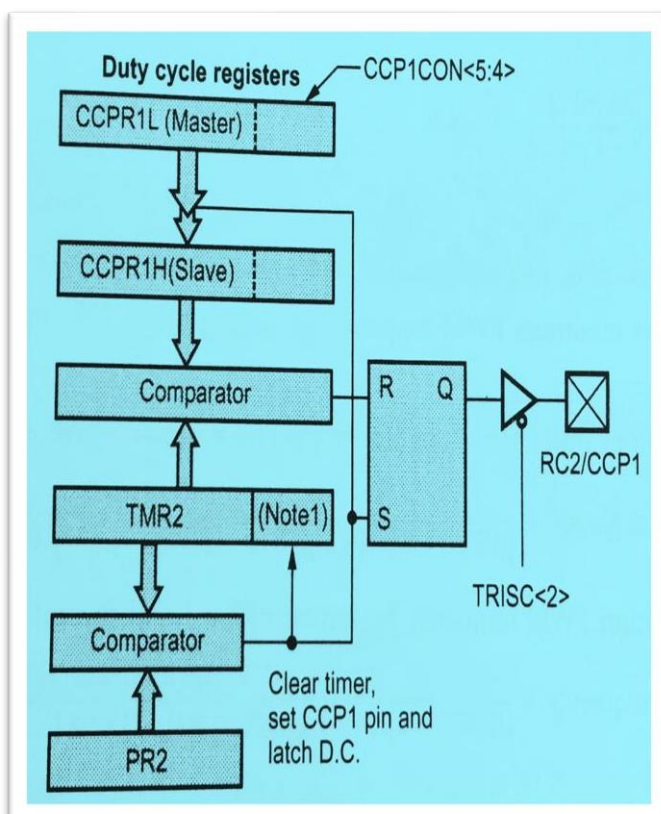 Duty cycle registers
CCP1CON<5:4>
CCPR1L (Master)
CCPR1H(Slave)
Comparator
R Q
RC2/CCP1
TMR2 (Note1)
S
TRISC<2>
Comparator
Clear timer,
set CCP1 pin and
latch D.C.
PR2